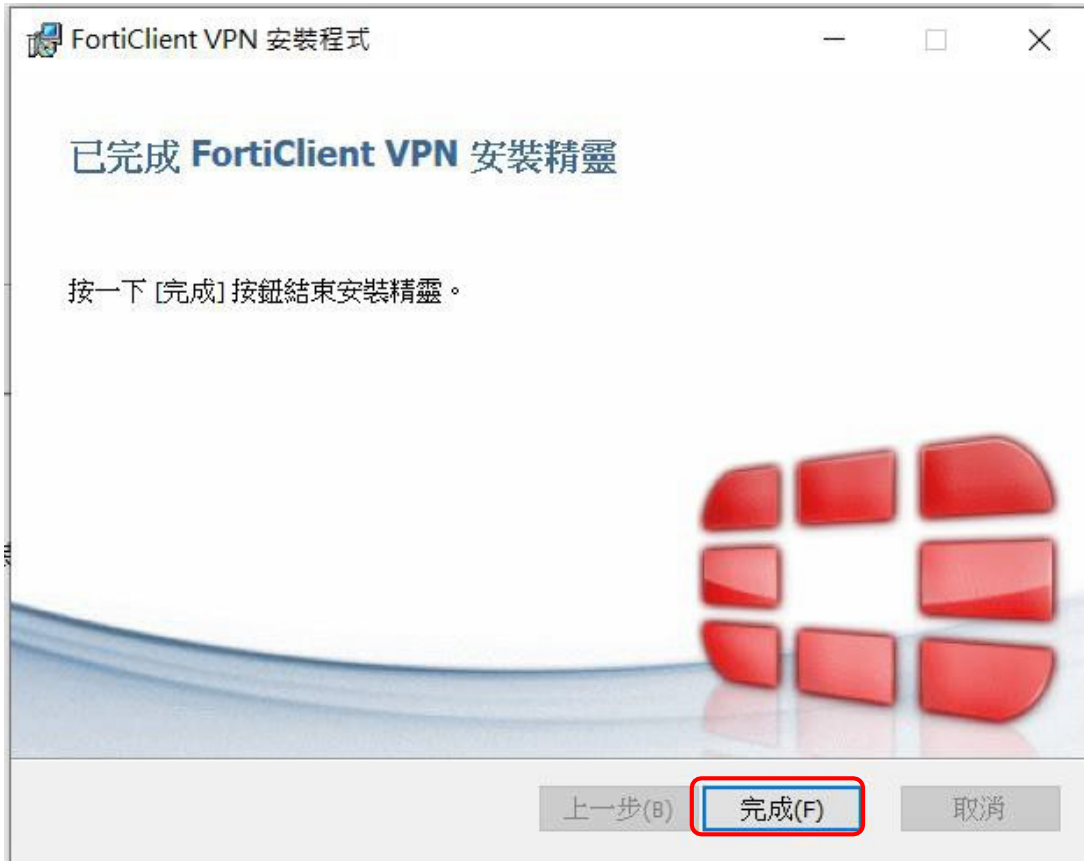 FortiClient VPN 安裝程式
已完成 FortiClient VPN 安裝精靈
按一下 [完成] 按鈕結束安裝精靈。
上一步(B) 完成(F) 取消